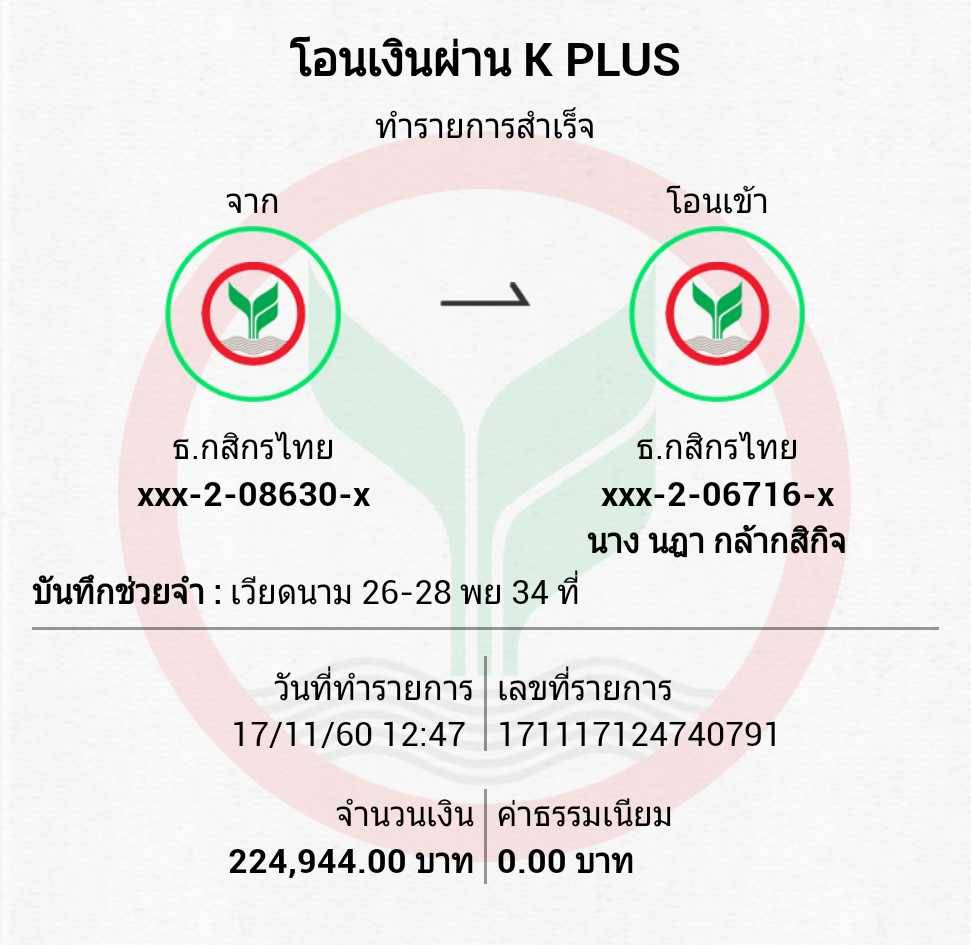 โอนเงินผ่าน K PLUS
ทำรายการสำเร็จ
จาก
โอนเข้า
ธ.กสิกรไทย
xxx-2-08630-x
ธ.กสิกรไทย
xxx-2-06716-x
นาง นฎา กล้ากสิกิจ
บันทึกช่วยจำ : เวียดนาม 26-28 พย 34 ที่
วันที่ทำรายการ
17/11/60 12:47
เลขที่รายการ
171117124740791
จำนวนเงิน
224,944.00 บาท
ค่าธรรมเนียม
0.00 บาท